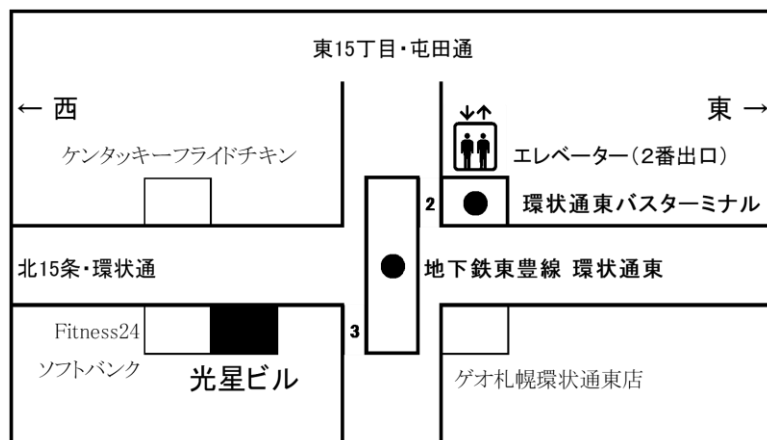 東15丁目・屯田通
← 西
東 →
ケンタッキーフライドチキン
エレベーター（2番出口）
2
環状通東バスターミナル
北15条・環状通
地下鉄東豊線 環状通東
Fitness24
3
ソフトバンク
光星ビル
ゲオ札幌環状通東店